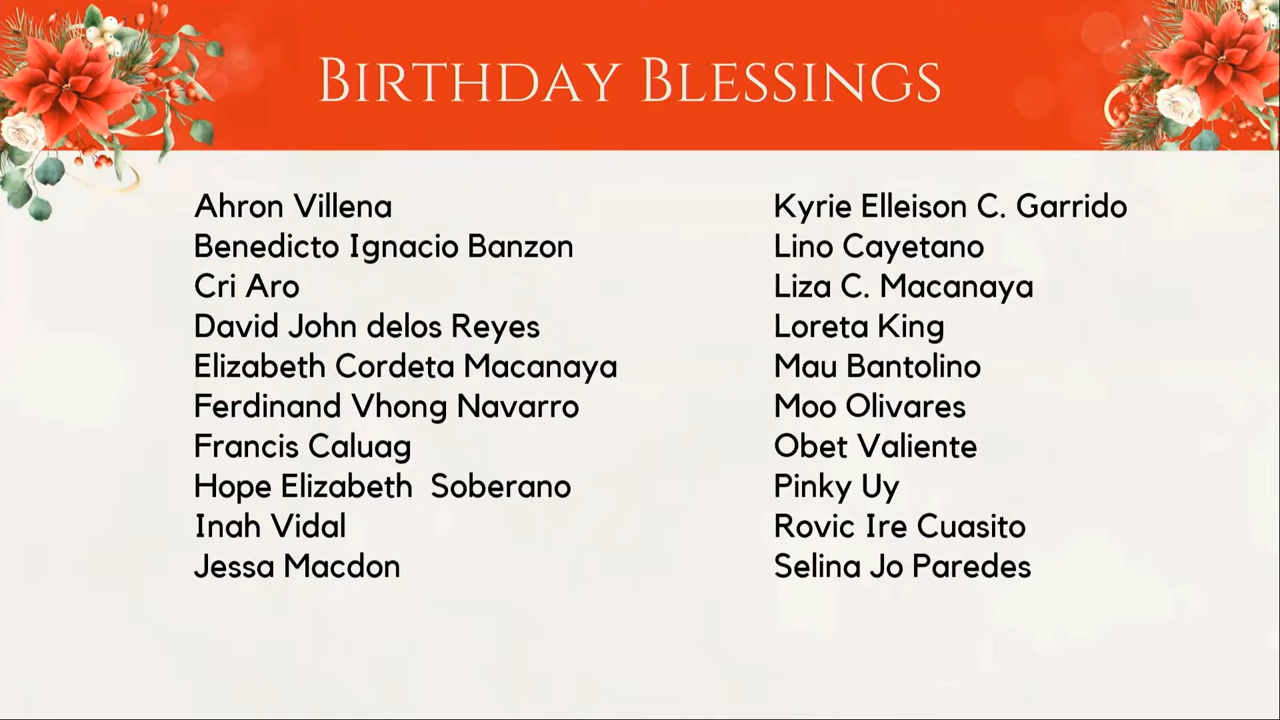 Birthday Blessings
Ahron Villena
Benedicto Ignacio Banzon
Cri Aro
David John delos Reyes
Elizabeth Cordeta Macanaya
Ferdinand Vhong Navarro
Francis Caluag
Hope Elizabeth  Soberano
Inah Vidal
Jessa Macdon
Kyrie Elleison C. Garrido
Lino Cayetano
Liza C. Macanaya
Loreta King
Mau Bantolino
Moo Olivares
Obet Valiente
Pinky Uy
Rovic Ire Cuasito
Selina Jo Paredes